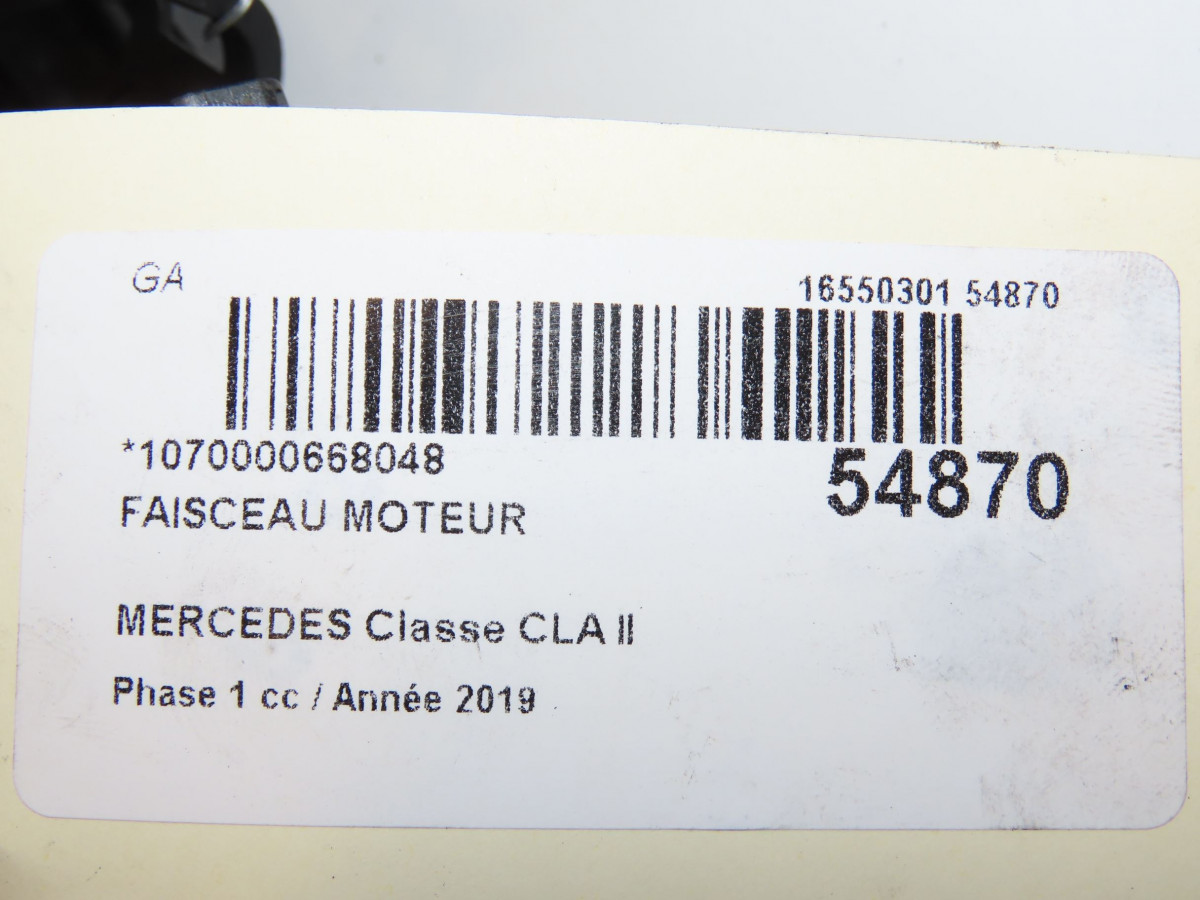 GA
16550301 54870
*1070000668048
54870
FAISCEAU MOTEUR
MERCEDES Classe CLA II
Phase 1 cc / Année 2019